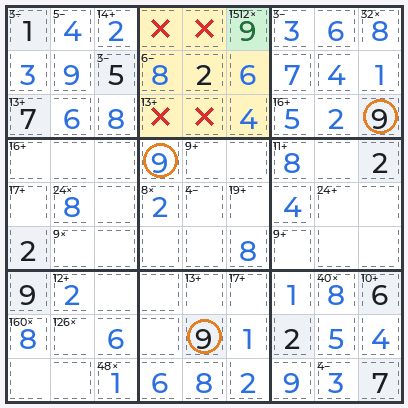 3÷ 5− 14+ 1512× 3− 32×
1 4 2 × × 9 3 6 8
3− 6−
3 9 5 8 2 6 7 4 1
13+ 13+ 16+
7 6 8 × × 4 5 2 9
16+ 9+ 11+
9 8 2
17+ 24× 8× 4− 19+ 24+
8 2 4
9× 9+
2 8
12+ 13+ 17+ 40× 10+
9 2 1 8 6
160× 126×
8 6 9 1 2 5 4
48× 4−
1 6 8 2 9 3 7